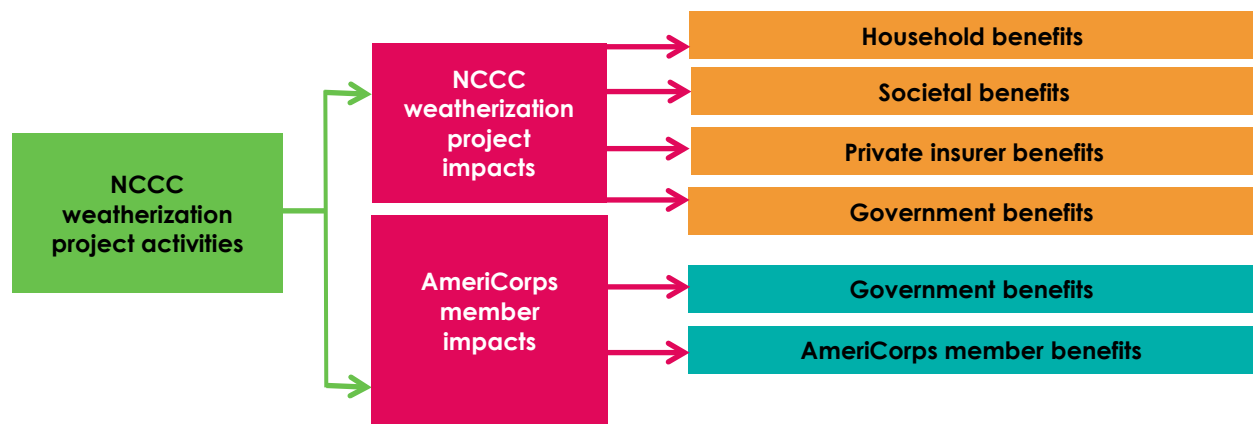 NCCC
weatherization
project activities
NCCC
weatherization
project
impacts
AmeriCorps
member
impacts
Household benefits
Societal benefits
Private insurer benefits
Government benefits
Government benefits
AmeriCorps member benefits